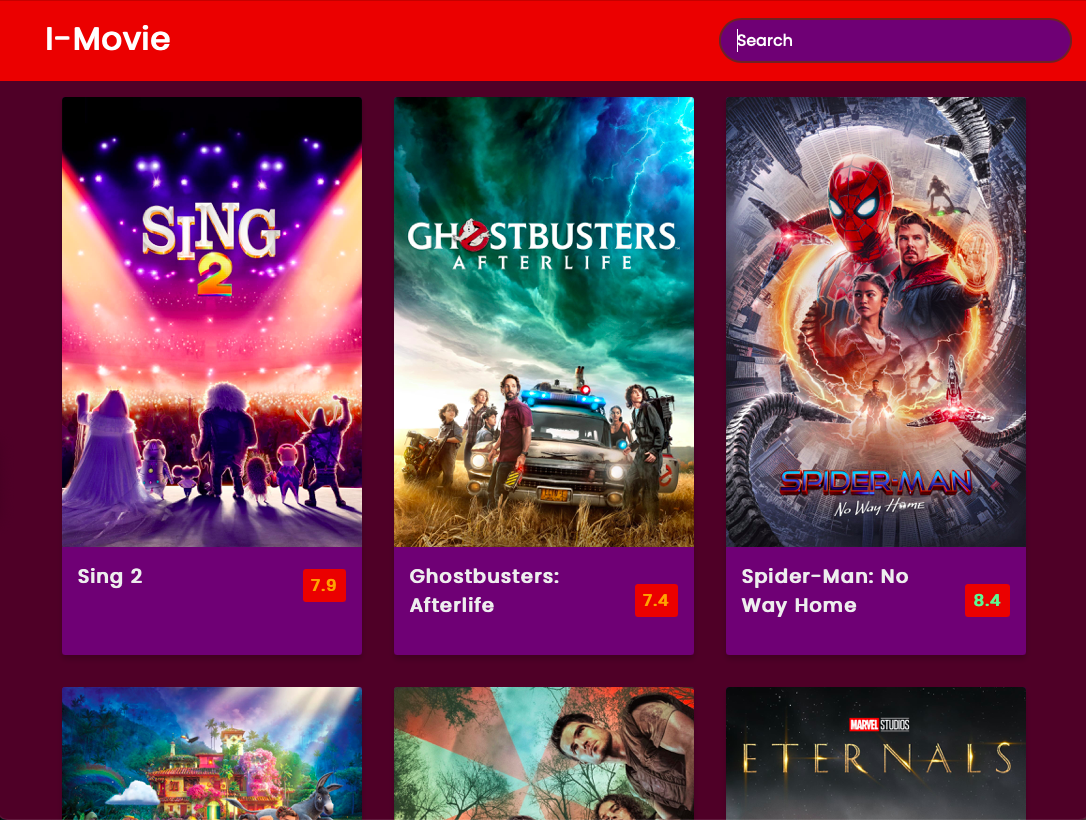 I-Movie
Search
SING
2
GHOSTBUSTERS
AFTERLIFE
SPIDER-MAN
No Way Home
Sing 2
7.9
Ghostbusters:
Afterlife
7.4
Spider-Man: No
Way Home
8.4
MARVEL STUDIOS
ETERNALS